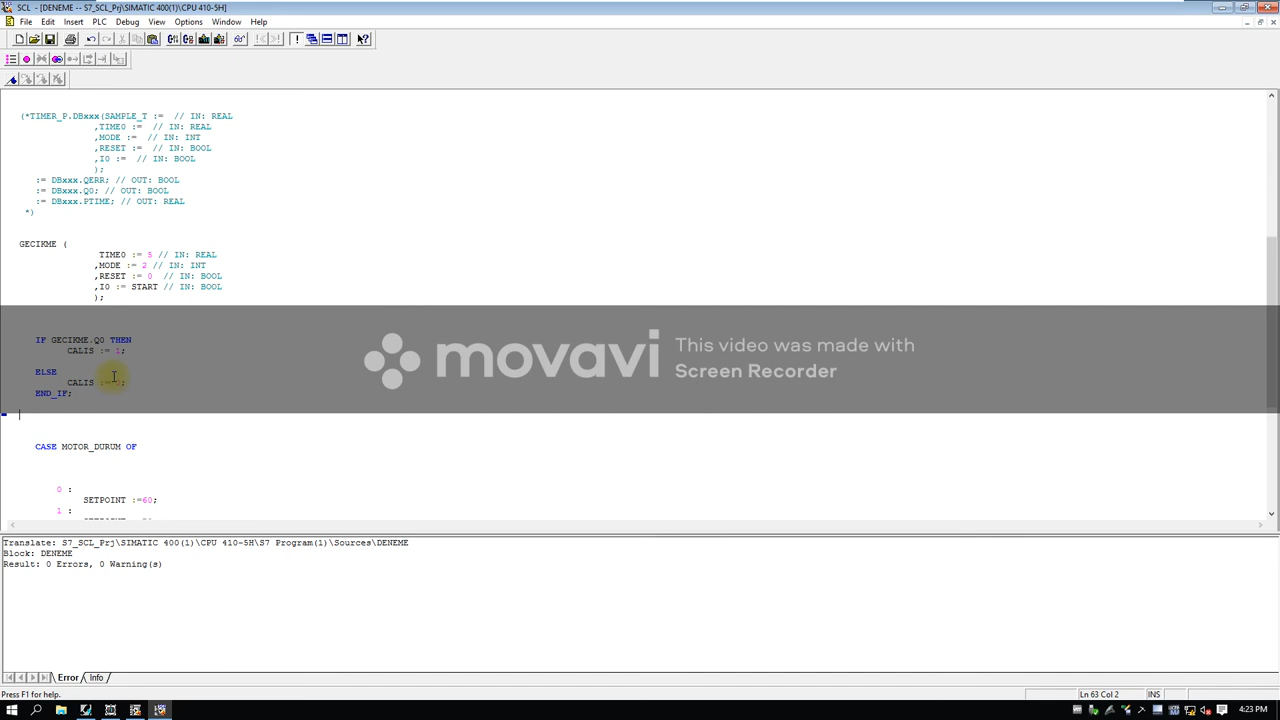 SCL - [DENEME -- S7_SCL_Prj\SIMATIC 400(1)\CPU 410-5H]
File Edit Insert PLC Debug View Options Window Help
(*TIMER_P.DBxxx(SAMPLE_T := // IN: REAL
,TIME0 := // IN: REAL
,MODE := // IN: INT
,RESET := // IN: BOOL
,I0 := // IN: BOOL
);
:= DBxxx.QERR; // OUT: BOOL
:= DBxxx.Q0; // OUT: BOOL
:= DBxxx.PTIME; // OUT: REAL
*)
GECIKME (
TIME0 := 5 // IN: REAL
,MODE := 2 // IN: INT
,RESET := 0 // IN: BOOL
,I0 := START // IN: BOOL
);
IF GECIKME.Q0 THEN
CALIS := 1;
ELSE
CALIS := ;
END_IF;
movavi
This video was made with
Screen Recorder
CASE MOTOR_DURUM OF
0 :
SETPOINT :=60;
1 :
Translate: S7_SCL_Prj\SIMATIC 400(1)\CPU 410-5H\S7 Program(1)\Sources\DENEME
Block: DENEME
Result: 0 Errors, 0 Warning(s)
Error Info
Press F1 for help.
Ln 63 Col 2 INS
4:23 PM